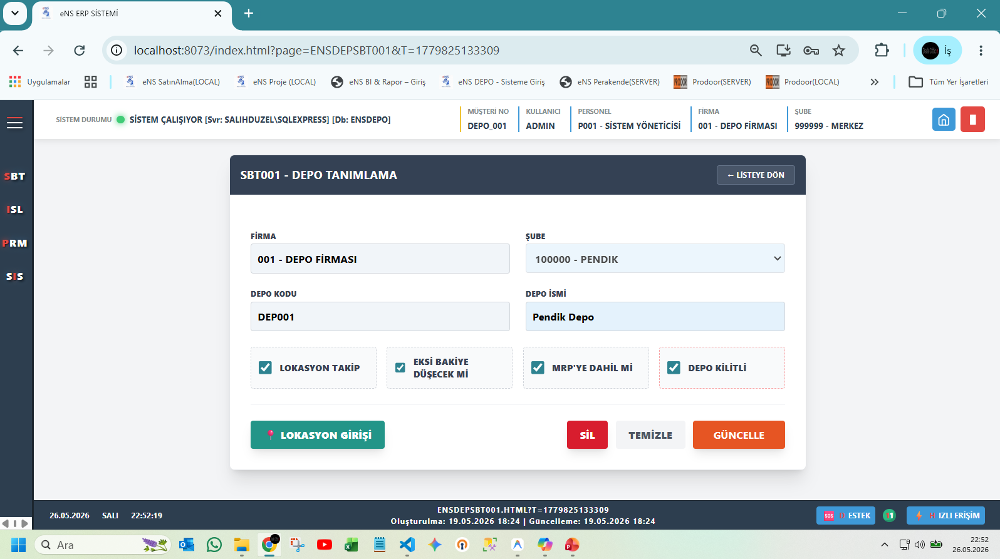 eNS ERP SİSTEMİ
localhost:8073/index.html?page=ENSDEPSBT001&T=1779825133309
İş
Uygulamalar
eNS SatınAlma(LOCAL)
eNS Proje (LOCAL)
eNS BI & Rapor – Giriş
eNS DEPO - Sisteme Giriş
eNS Perakende(SERVER)
Prodoor(SERVER)
Prodoor(LOCAL)
Tüm Yer İşaretleri
SİSTEM DURUMU SİSTEM ÇALIŞIYOR [Svr: SALIHDUZEL\SQLEXPRESS] [Db: ENSDEPO]
MÜŞTERİ NO
DEPO_001
KULLANICI
ADMIN
PERSONEL
P001 - SİSTEM YÖNETİCİSİ
FİRMA
001 - DEPO FİRMASI
ŞUBE
999999 - MERKEZ
SBT
ISL
PRM
SIS
SBT001 - DEPO TANIMLAMA
← LİSTEYE DÖN
FİRMA
001 - DEPO FİRMASI
ŞUBE
100000 - PENDIK
DEPO KODU
DEP001
DEPO İSMİ
Pendik Depo
LOKASYON TAKİP
EKSİ BAKİYE
DÜŞECEK Mİ
MRP'YE DAHİL Mİ
DEPO KİLİTLİ
LOKASYON GİRİŞİ
SİL
TEMİZLE
GÜNCELLE
26.05.2026 SALI 22:52:19
ENSDEPSBT001.HTML?T=1779825133309
Oluşturulma: 19.05.2026 18:24 | Güncelleme: 19.05.2026 18:24
SOS D ESTEK
H IZLI ERİŞİM
Ara
22:52
26.05.2026